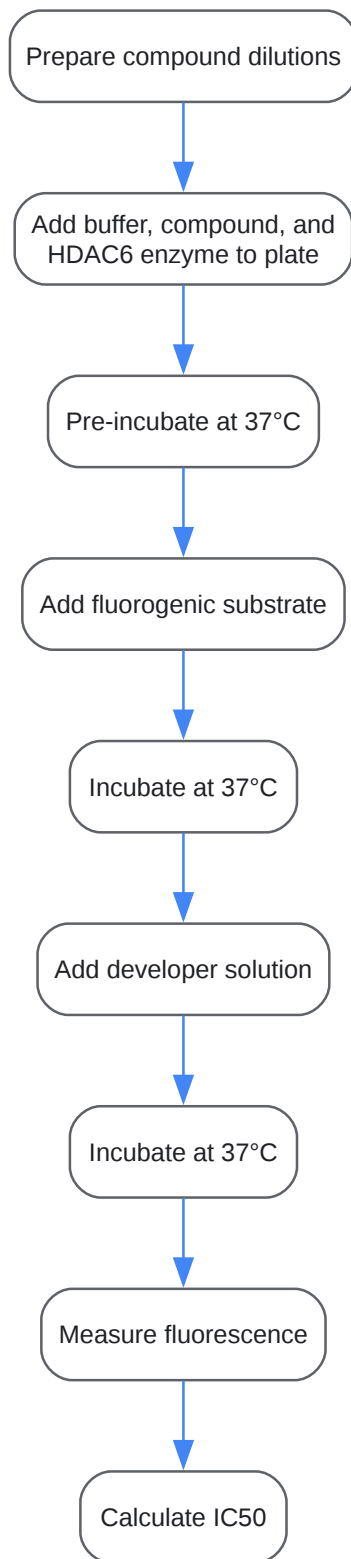 Prepare compound dilutions
Add buffer, compound, and
HDAC6 enzyme to plate
Pre-incubate at 37°C
Add fluorogenic substrate
Incubate at 37°C
Add developer solution
Incubate at 37°C
Measure fluorescence
Calculate IC50